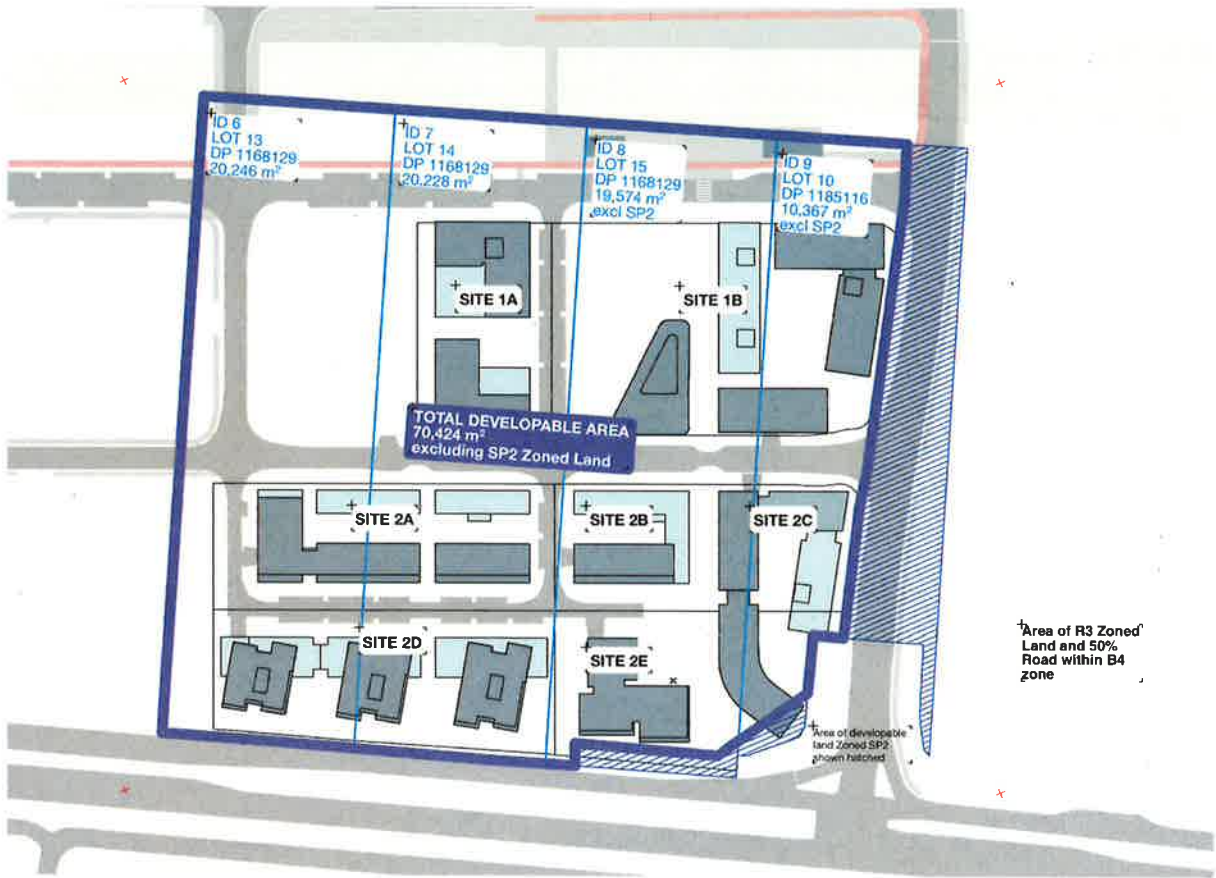 ID 6
LOT 13
DP 1168129
20,246 m²
ID 7
LOT 14
DP 1168129
20,228 m²
ID 8
LOT 15
DP 1168129
19,574 m²
excl SP2
ID 9
LOT 10
DP 1185116
10,367 m²
excl SP2
SITE 1A
SITE 1B
TOTAL DEVELOPABLE AREA
70,424 m²
excluding SP2 Zoned Land
SITE 2A
SITE 2B
SITE 2C
SITE 2D
SITE 2E
Area of R3 Zoned
Land and 50%
Road within B4
zone
Area of developable
land Zoned SP2
shown hatched